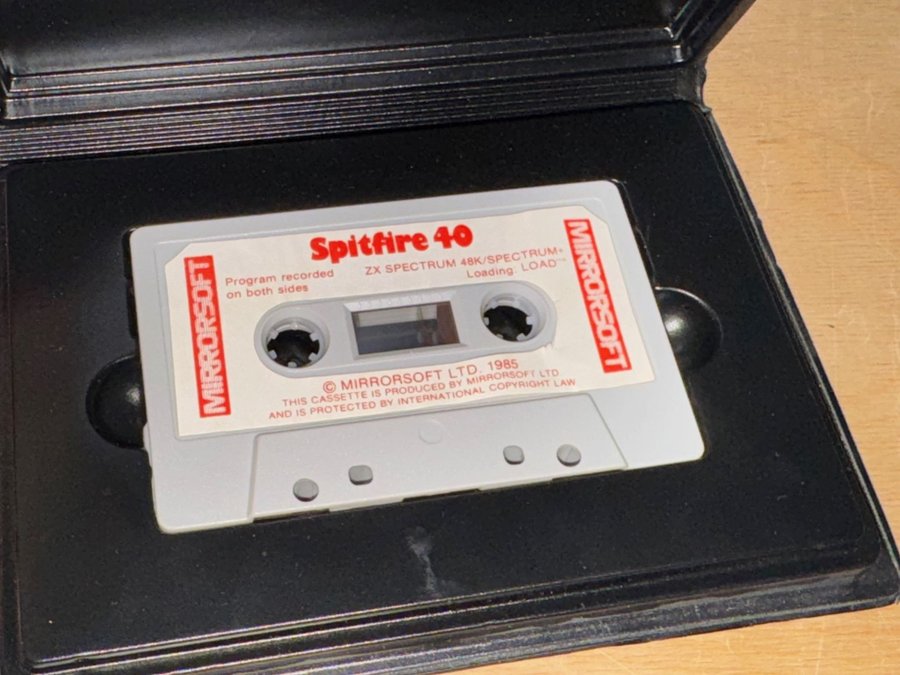 Spitfire 40
Program recorded
on both sides
ZX SPECTRUM 48K/SPECTRUM+
Loading: LOAD""
MIRRORSOFT
MIRRORSOFT
© MIRRORSOFT LTD. 1985
THIS CASSETTE IS PRODUCED BY MIRRORSOFT LTD
AND IS PROTECTED BY INTERNATIONAL COPYRIGHT LAW